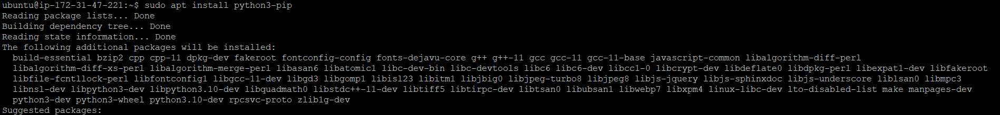 ubuntu@ip-172-31-47-221:~$ sudo apt install python3-pip
Reading package lists... Done
Building dependency tree... Done
Reading state information... Done
The following additional packages will be installed:
  build-essential bzip2 cpp cpp-11 dpkg-dev fakeroot fontconfig-config fonts-dejavu-core g++ g++-11 gcc gcc-11 gcc-11-base javascript-common libalgorithm-diff-perl
  libalgorithm-diff-xs-perl libalgorithm-merge-perl libasan6 libatomic1 libc-dev-bin libc-devtools libc6 libc6-dev libcc1-0 libcrypt-dev libdeflate0 libdpkg-perl libexpat1-dev libfakeroot
  libfile-fcntllock-perl libfontconfig1 libgcc-11-dev libgd3 libgomp1 libisl23 libitm1 libjbig0 libjpeg-turbo8 libjpeg8 libjs-jquery libjs-sphinxdoc libjs-underscore liblsan0 libmpc3
  libnsl-dev libpython3-dev libpython3.10-dev libquadmath0 libstdc++-11-dev libtiff5 libtirpc-dev libtsan0 libubsan1 libwebp7 libxpm4 linux-libc-dev lto-disabled-list make manpages-dev
  python3-dev python3-wheel python3.10-dev rpcsvc-proto zlib1g-dev
Suggested packages: